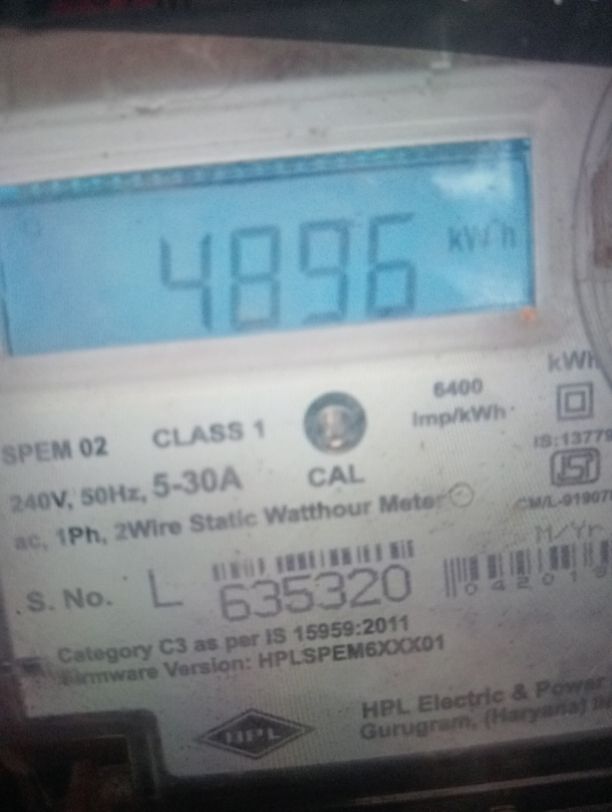 4896 kWh
kWh
SPEM 02 CLASS 1
6400
Imp/kWh
240V, 50Hz, 5-30A
CAL
IS:13779
ac, 1Ph, 2Wire Static Watthour Meter
M/Yr
S. No. L 635320
Category C3 as per IS 15959:2011
Firmware Version: HPLSPEM6XXX01
HPL
HPL Electric & Power
Gurugram, (Haryana)